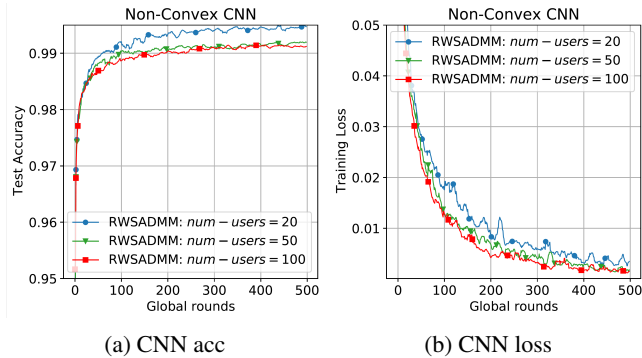 Non-Convex CNN
Test Accuracy
0.99
0.98
0.97
0.96
0.95
RWSADMM: num − users = 20
RWSADMM: num − users = 50
RWSADMM: num − users = 100
0 100 200 300 400 500
Global rounds
(a) CNN acc
Non-Convex CNN
Training Loss
0.05
0.04
0.03
0.02
0.01
RWSADMM: num − users = 20
RWSADMM: num − users = 50
RWSADMM: num − users = 100
0 100 200 300 400 500
Global rounds
(b) CNN loss